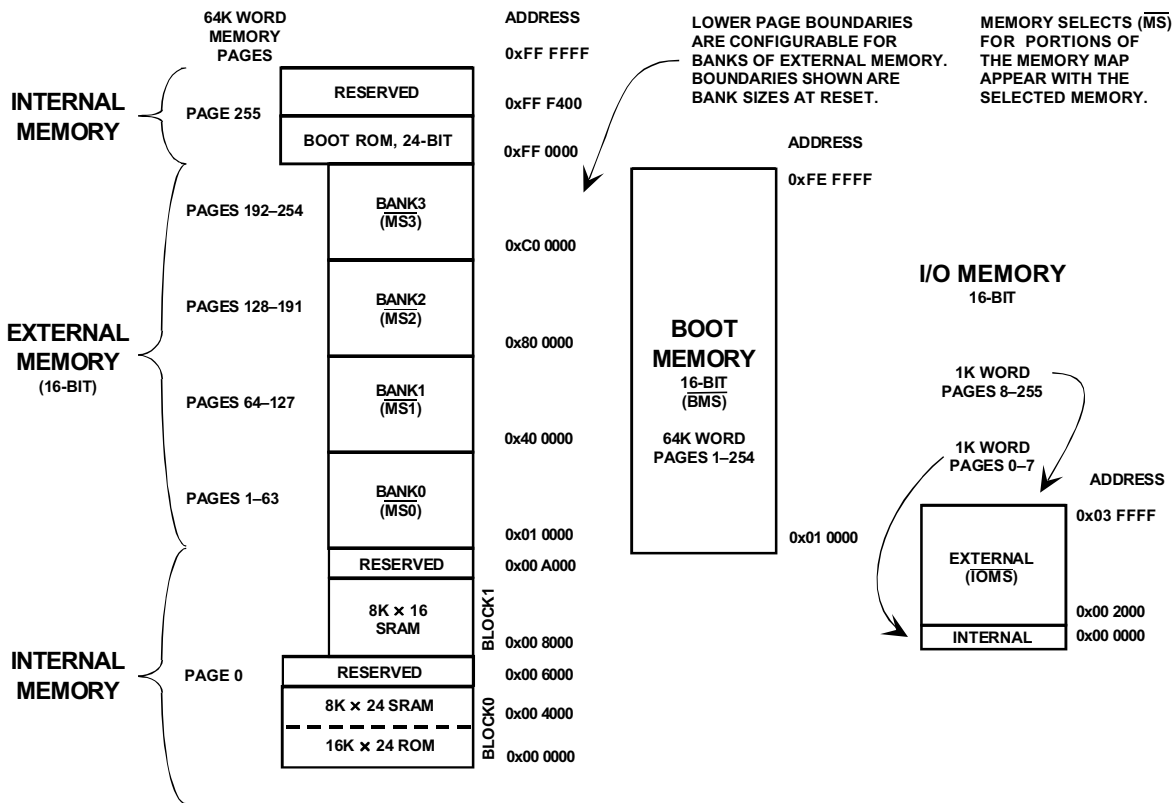 64K WORD
MEMORY
PAGES
ADDRESS
0xFF FFFF
INTERNAL
MEMORY
PAGE 255
RESERVED
0xFF F400
BOOT ROM, 24-BIT
0xFF 0000
EXTERNAL
MEMORY
(16-BIT)
PAGES 192–254
BANK3
(MS3)
0xC0 0000
PAGES 128–191
BANK2
(MS2)
0x80 0000
PAGES 64–127
BANK1
(MS1)
0x40 0000
PAGES 1–63
BANK0
(MS0)
0x01 0000
INTERNAL
MEMORY
PAGE 0
RESERVED
0x00 A000
8K × 16
SRAM
BLOCK1
0x00 8000
RESERVED
0x00 6000
8K × 24 SRAM
0x00 4000
BLOCK0
16K × 24 ROM
0x00 0000
LOWER PAGE BOUNDARIES
ARE CONFIGURABLE FOR
BANKS OF EXTERNAL MEMORY.
BOUNDARIES SHOWN ARE
BANK SIZES AT RESET.
MEMORY SELECTS (MS)
FOR PORTIONS OF
THE MEMORY MAP
APPEAR WITH THE
SELECTED MEMORY.
ADDRESS
0xFE FFFF
BOOT
MEMORY
16-BIT
(BMS)
64K WORD
PAGES 1–254
0x01 0000
I/O MEMORY
16-BIT
1K WORD
PAGES 8–255
1K WORD
PAGES 0–7
ADDRESS
0x03 FFFF
EXTERNAL
(IOMS)
0x00 2000
INTERNAL
0x00 0000